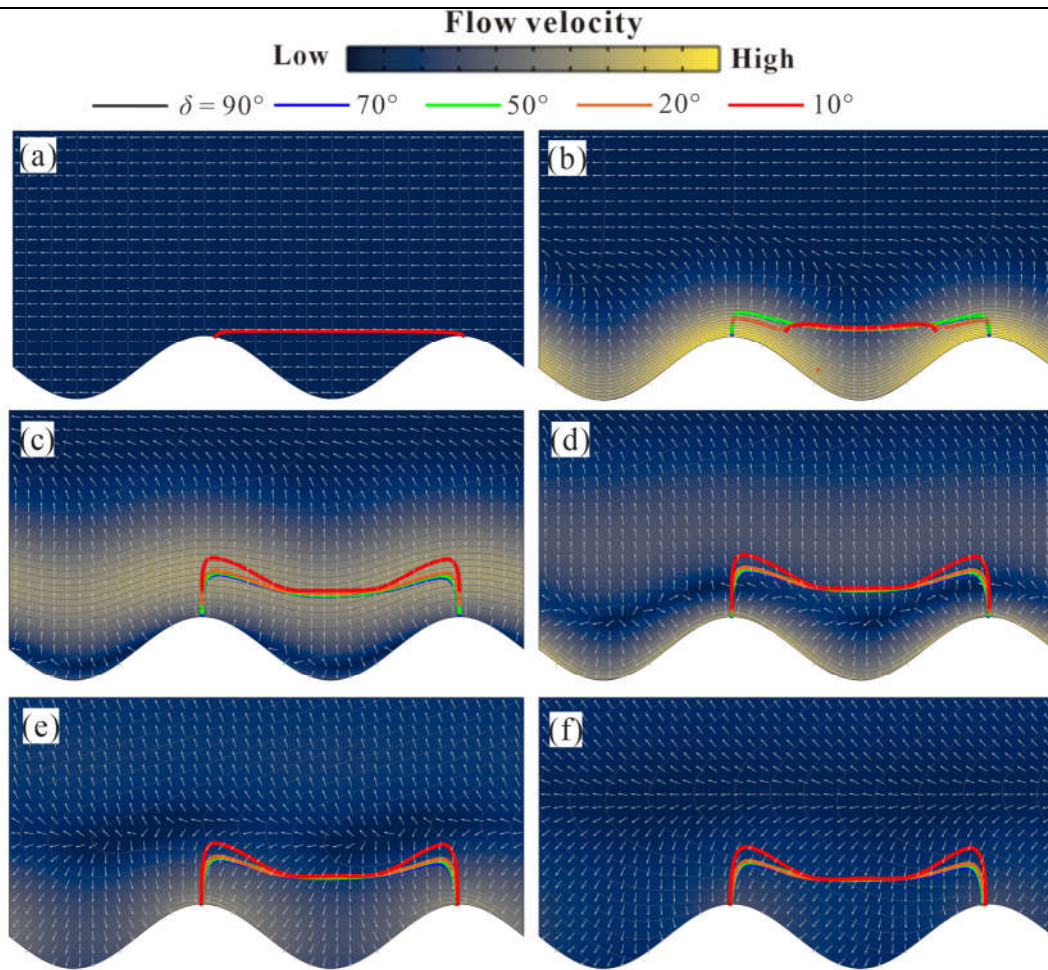 Flow velocity
Low High
δ = 90° 70° 50° 20° 10°
(a) (b)
(c) (d)
(e) (f)